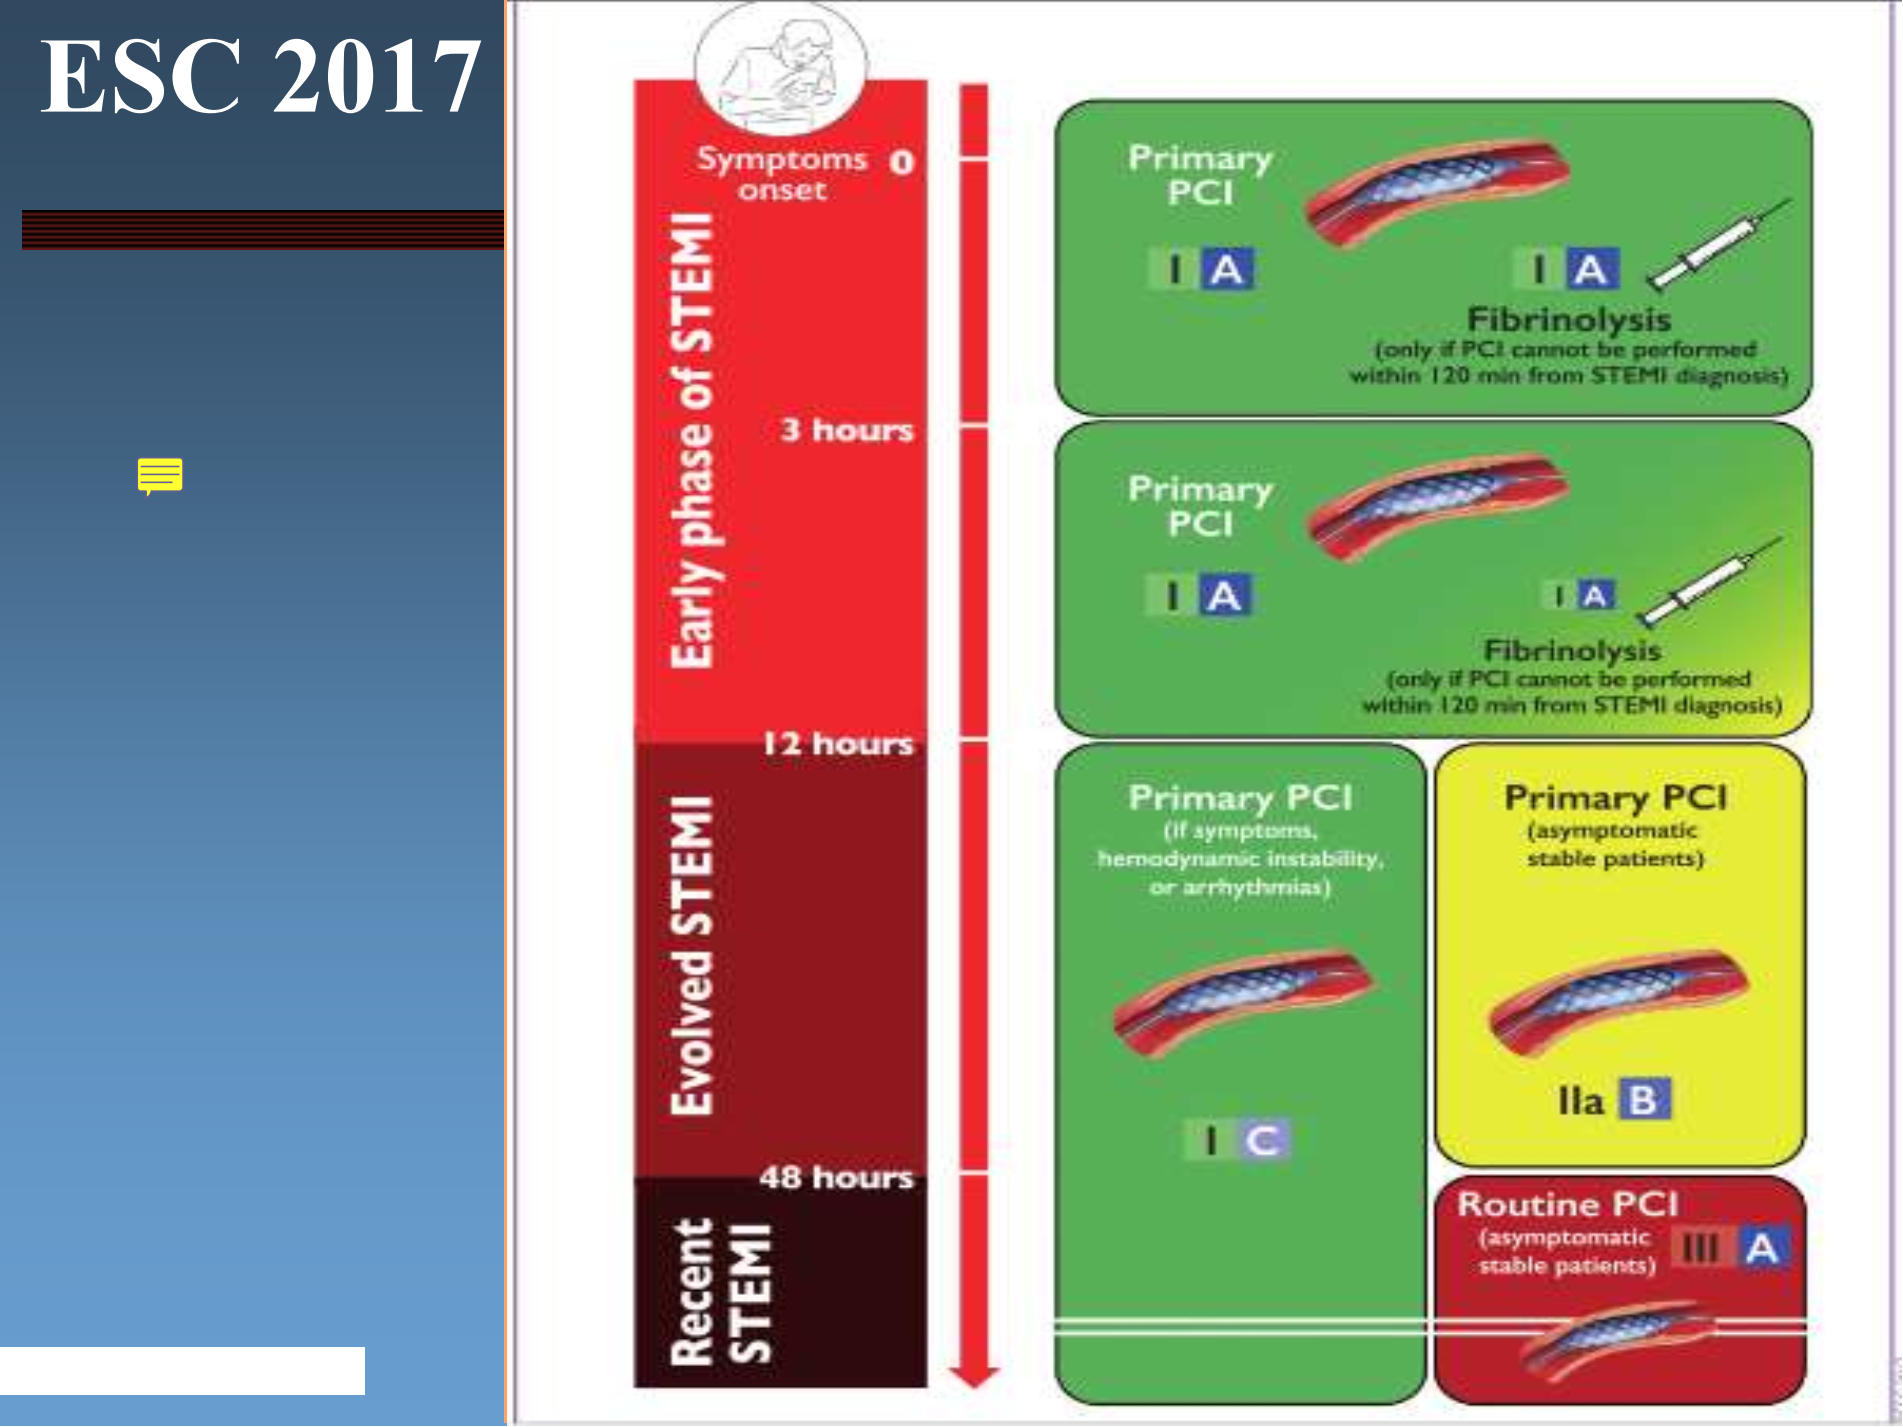 ESC 2017
Symptoms 0
onset
Early phase of STEMI
3 hours
12 hours
Evolved STEMI
48 hours
Recent
STEMI
Primary
PCI
I A
I A
Fibrinolysis
(only if PCI cannot be performed
within 120 min from STEMI diagnosis)
Primary
PCI
I A
I A
Fibrinolysis
(only if PCI cannot be performed
within 120 min from STEMI diagnosis)
Primary PCI
(if symptoms,
hemodynamic instability,
or arrhythmias)
I C
Primary PCI
(asymptomatic
stable patients)
IIa B
Routine PCI
(asymptomatic
stable patients)
III A